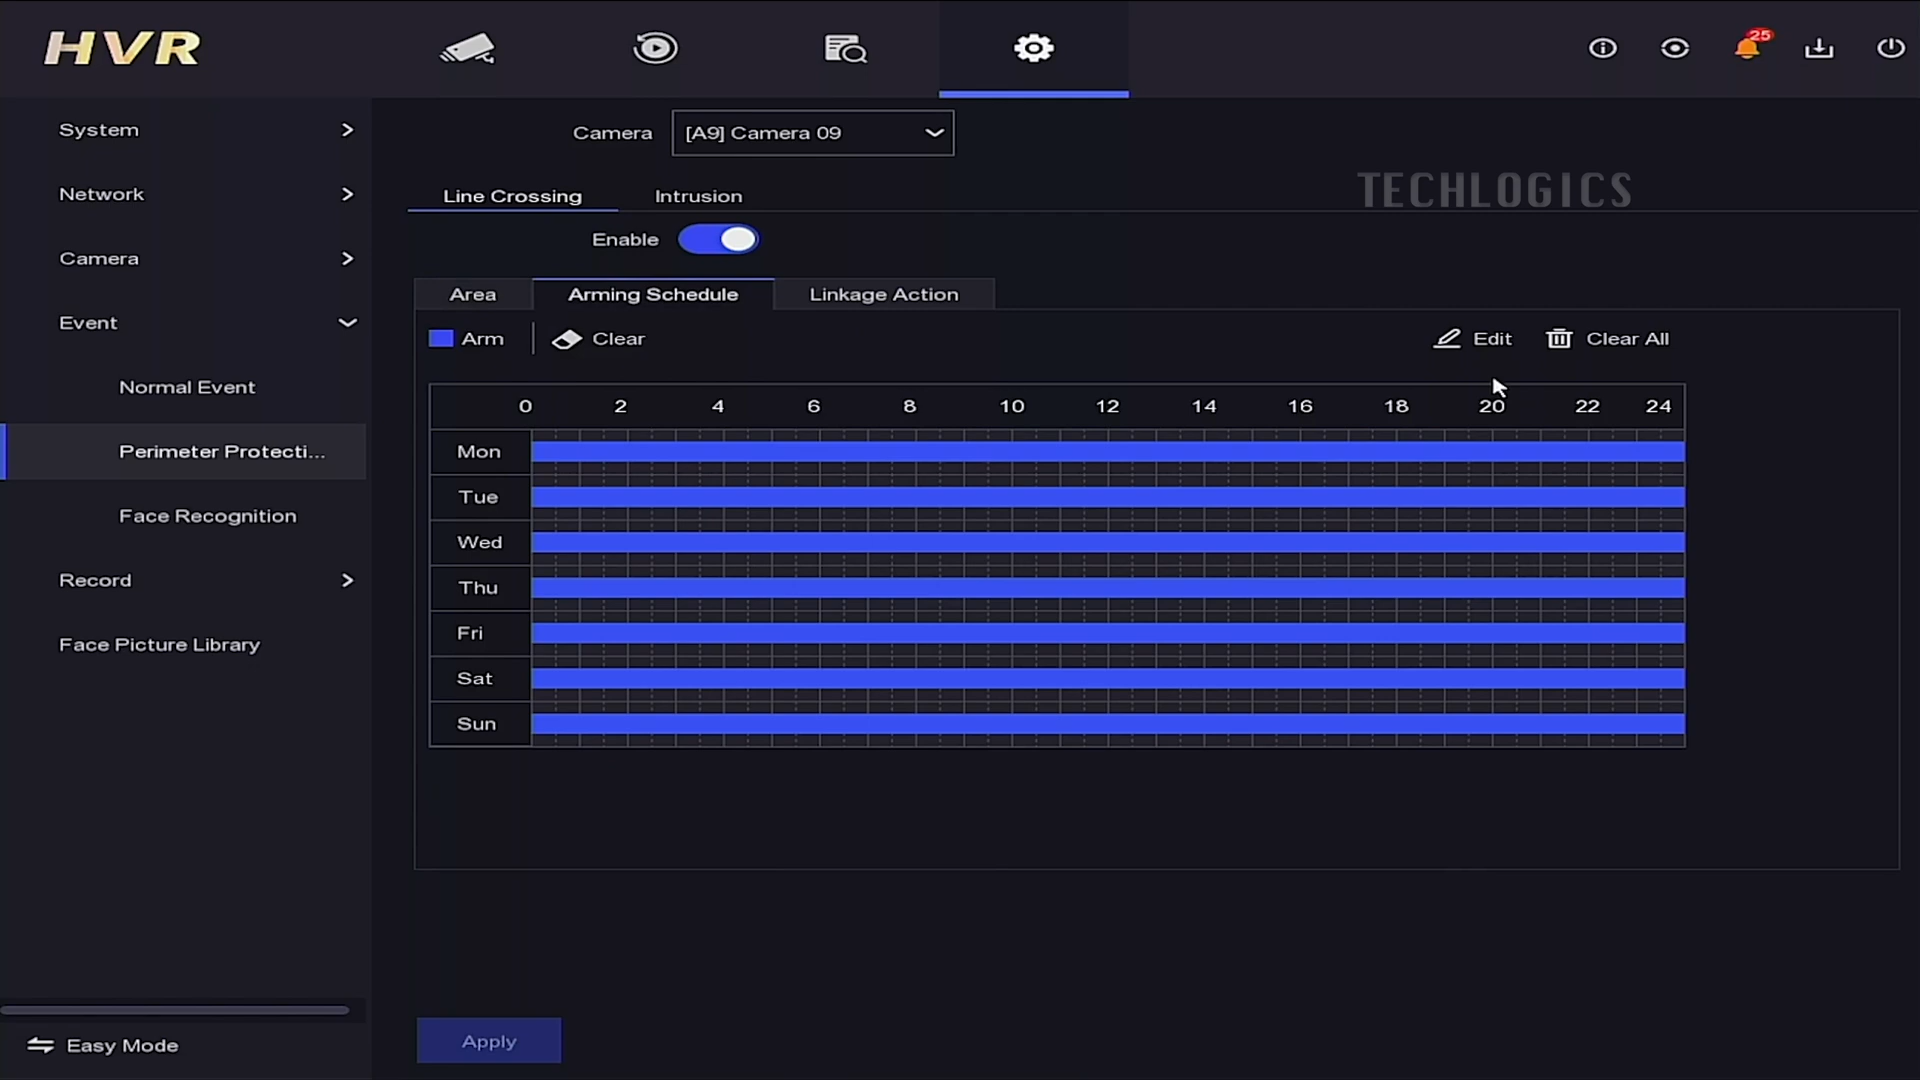 HVR
25
System
Network
Camera
Event
Normal Event
Perimeter Protecti...
Face Recognition
Record
Face Picture Library
Easy Mode
Camera [A9] Camera 09
TECHLOGICS
Line Crossing Intrusion
Enable
Area Arming Schedule Linkage Action
Arm Clear Edit Clear All
0 2 4 6 8 10 12 14 16 18 20 22 24
Mon
Tue
Wed
Thu
Fri
Sat
Sun
Apply